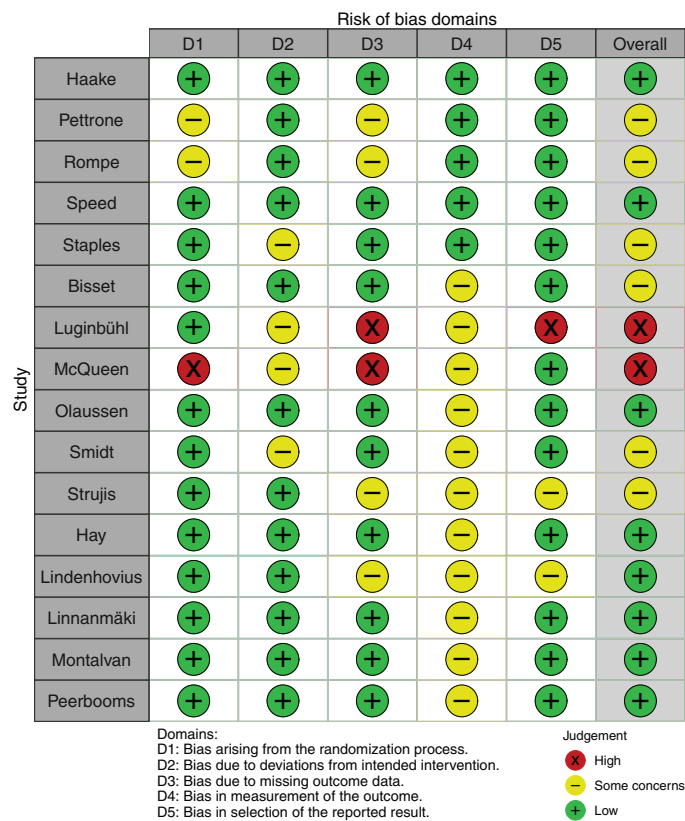 Risk of bias domains
D1 D2 D3 D4 D5 Overall
Study
Haake + + + + + +
Pettrone − + − + + −
Rompe − + − + + −
Speed + + + + + +
Staples + − + + + −
Bisset + + + − + −
Luginbühl + − X − X X
McQueen X − X − + X
Olaussen + + + − + +
Smidt + − + − + −
Strujis + + − − − −
Hay + + + − + +
Lindenhovius + + − − − +
Linnanmäki + + + − + +
Montalvan + + + − + +
Peerbooms + + + − + +
Domains:
D1: Bias arising from the randomization process.
D2: Bias due to deviations from intended intervention.
D3: Bias due to missing outcome data.
D4: Bias in measurement of the outcome.
D5: Bias in selection of the reported result.
Judgement
X High
− Some concerns
+ Low